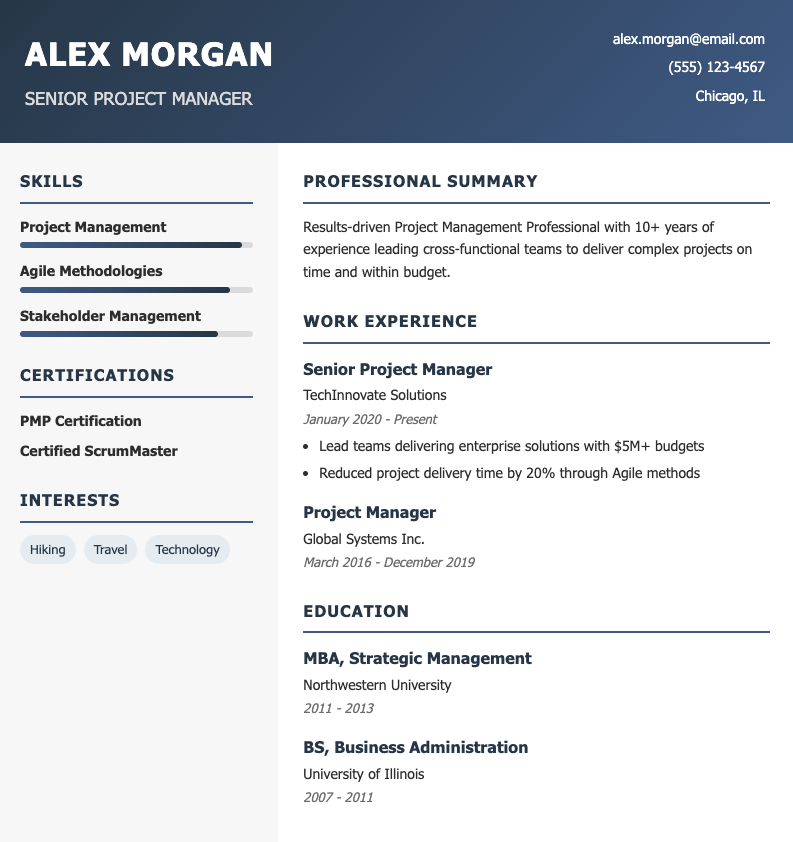 ALEX MORGAN
SENIOR PROJECT MANAGER
alex.morgan@email.com
(555) 123-4567
Chicago, IL
SKILLS
Project Management
Agile Methodologies
Stakeholder Management
CERTIFICATIONS
PMP Certification
Certified ScrumMaster
INTERESTS
Hiking Travel Technology
PROFESSIONAL SUMMARY
Results-driven Project Management Professional with 10+ years of
experience leading cross-functional teams to deliver complex projects on
time and within budget.
WORK EXPERIENCE
Senior Project Manager
TechInnovate Solutions
January 2020 - Present
• Lead teams delivering enterprise solutions with $5M+ budgets
• Reduced project delivery time by 20% through Agile methods
Project Manager
Global Systems Inc.
March 2016 - December 2019
EDUCATION
MBA, Strategic Management
Northwestern University
2011 - 2013
BS, Business Administration
University of Illinois
2007 - 2011